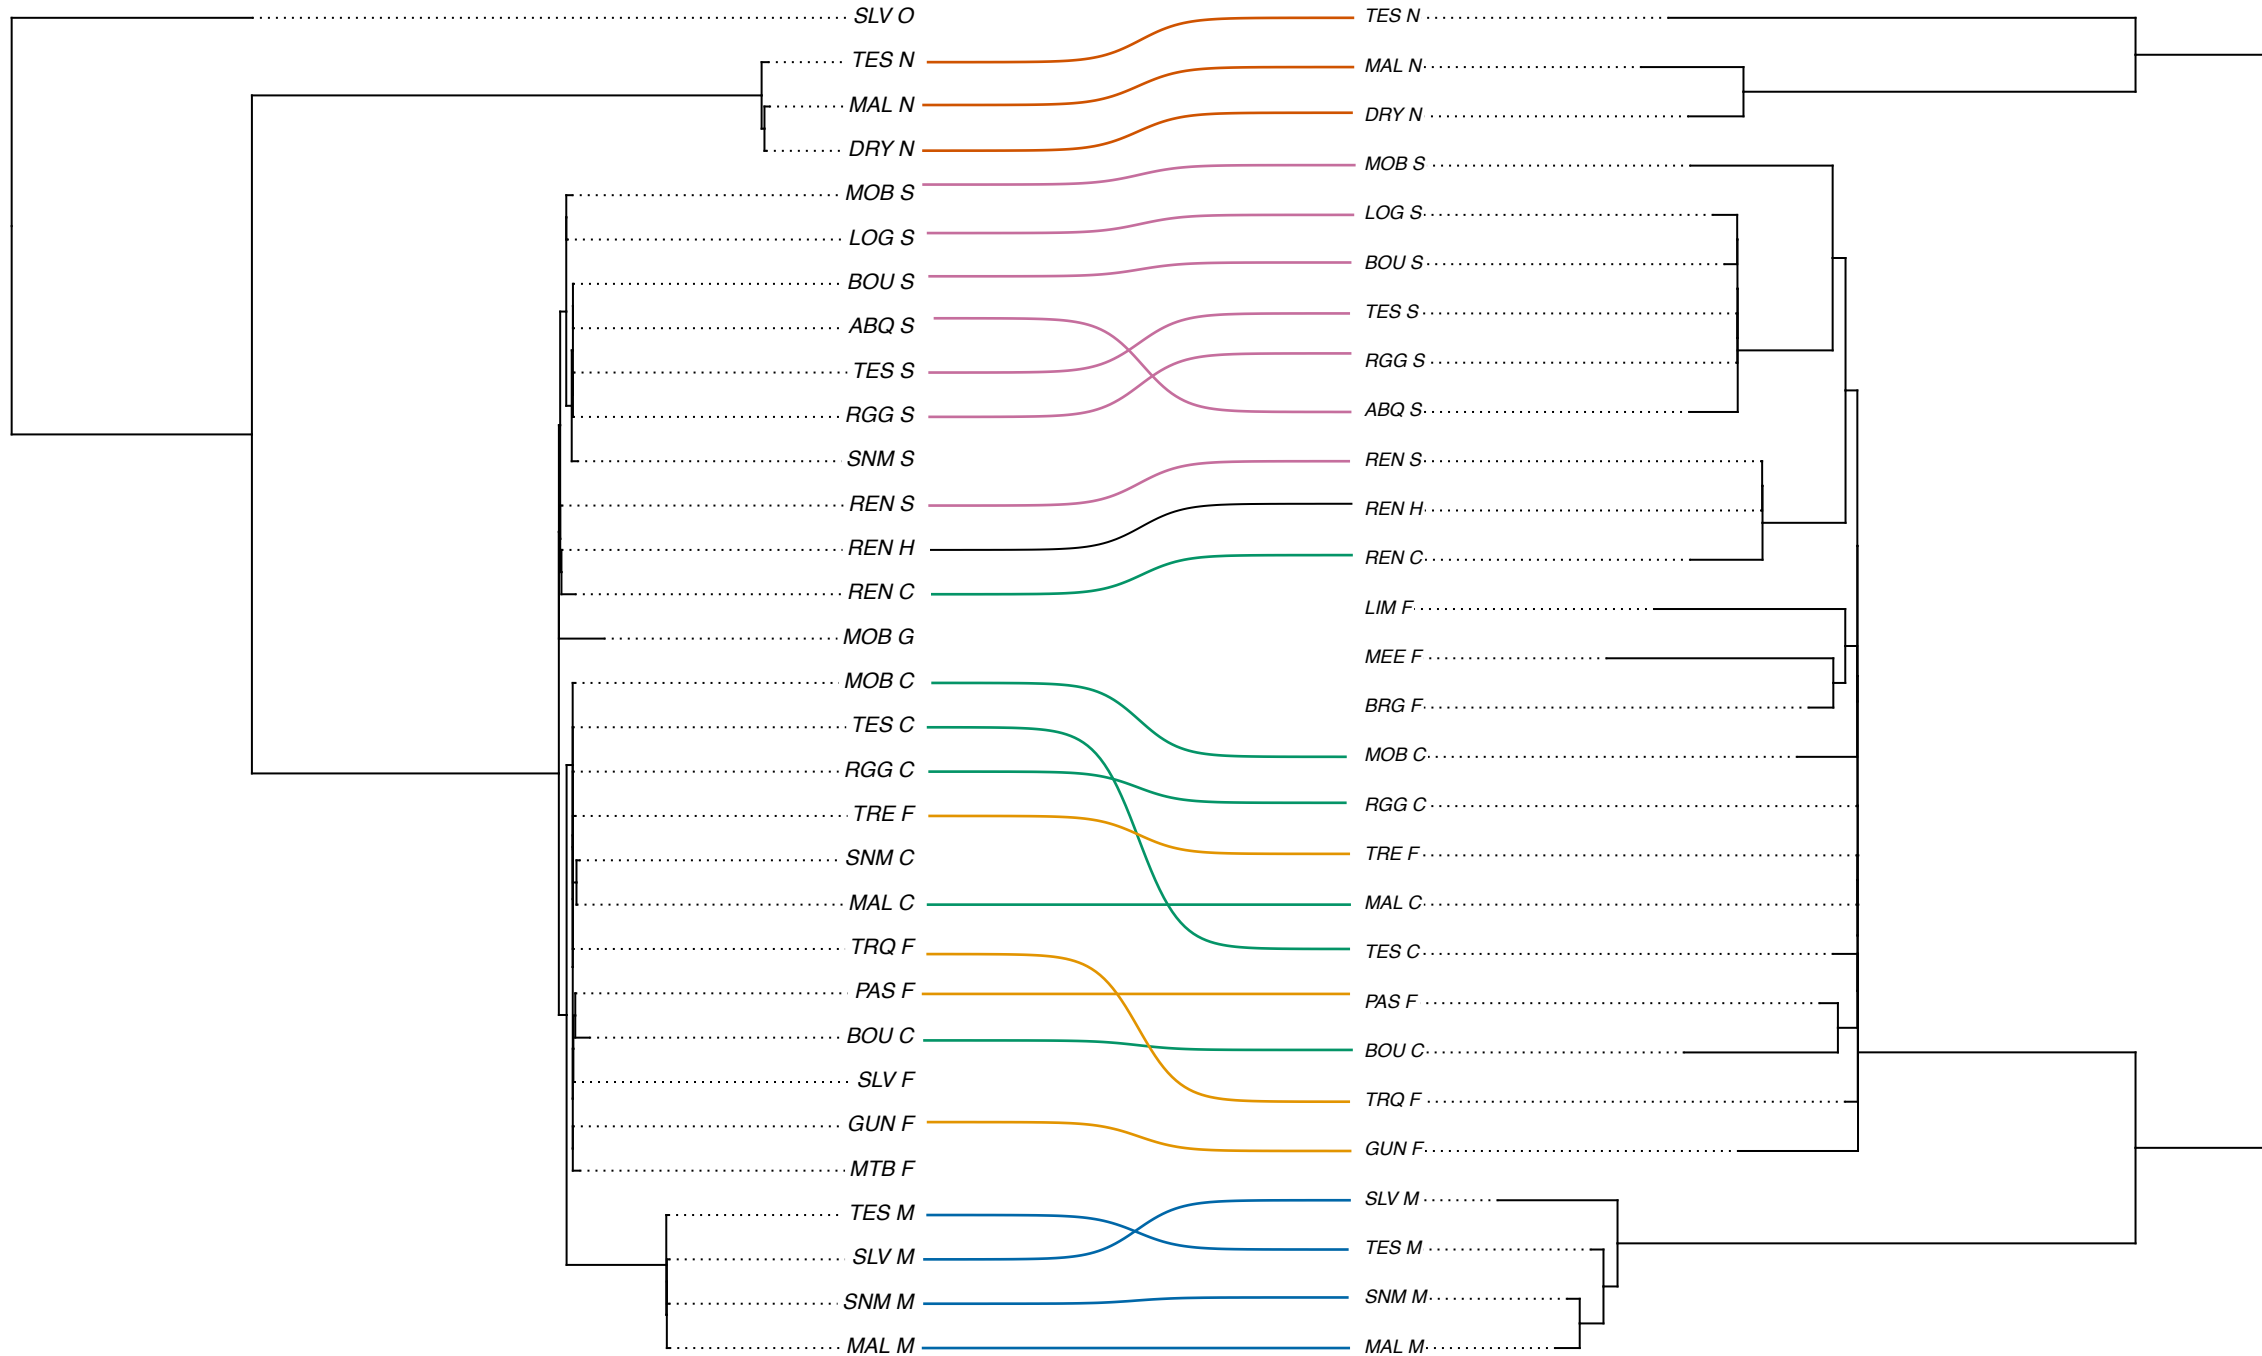 SLV O
TES N
MAL N
DRY N
MOB S
LOG S
BOU S
ABQ S
TES S
RGG S
SNM S
REN S
REN H
REN C
MOB G
MOB C
TES C
RGG C
TRE F
SNM C
MAL C
TRQ F
PAS F
BOU C
SLV F
GUN F
MTB F
TES M
SLV M
SNM M
MAL M
TES N
MAL N
DRY N
MOB S
LOG S
BOU S
TES S
RGG S
ABQ S
REN S
REN H
REN C
LIM F
MEE F
BRG F
MOB C
RGG C
TRE F
MAL C
TES C
PAS F
BOU C
TRQ F
GUN F
SLV M
TES M
SNM M
MAL M